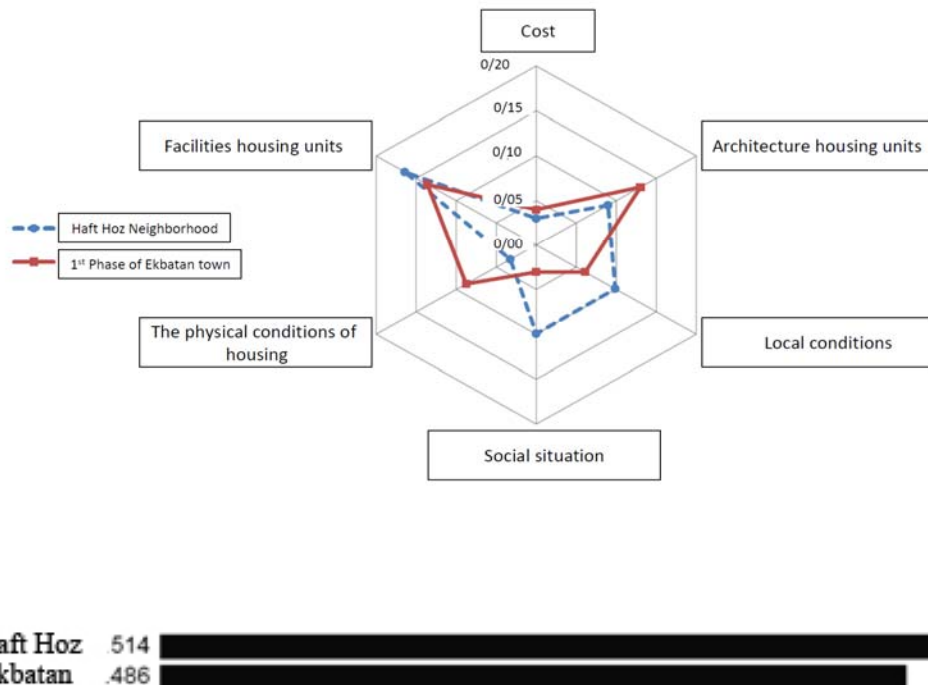 Cost
0/20
0/15
0/10
0/05
0/00
Facilities housing units
Architecture housing units
Haft Hoz Neighborhood
1st Phase of Ekbatan town
The physical conditions of
housing
Local conditions
Social situation
aft Hoz .514
kbatan .486